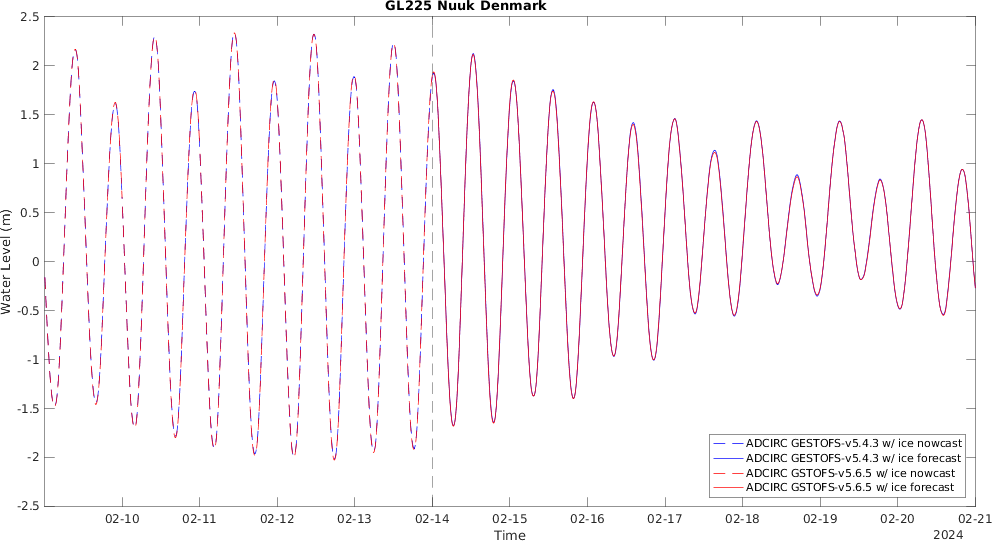 GL225 Nuuk Denmark
Water Level (m)
2.5
2
1.5
1
0.5
0
-0.5
-1
-1.5
-2
-2.5
ADCIRC GESTOFS-v5.4.3 w/ ice nowcast
ADCIRC GESTOFS-v5.4.3 w/ ice forecast
ADCIRC GSTOFS-v5.6.5 w/ ice nowcast
ADCIRC GSTOFS-v5.6.5 w/ ice forecast
02-10 02-11 02-12 02-13 02-14 02-15 02-16 02-17 02-18 02-19 02-20 02-21
Time
2024